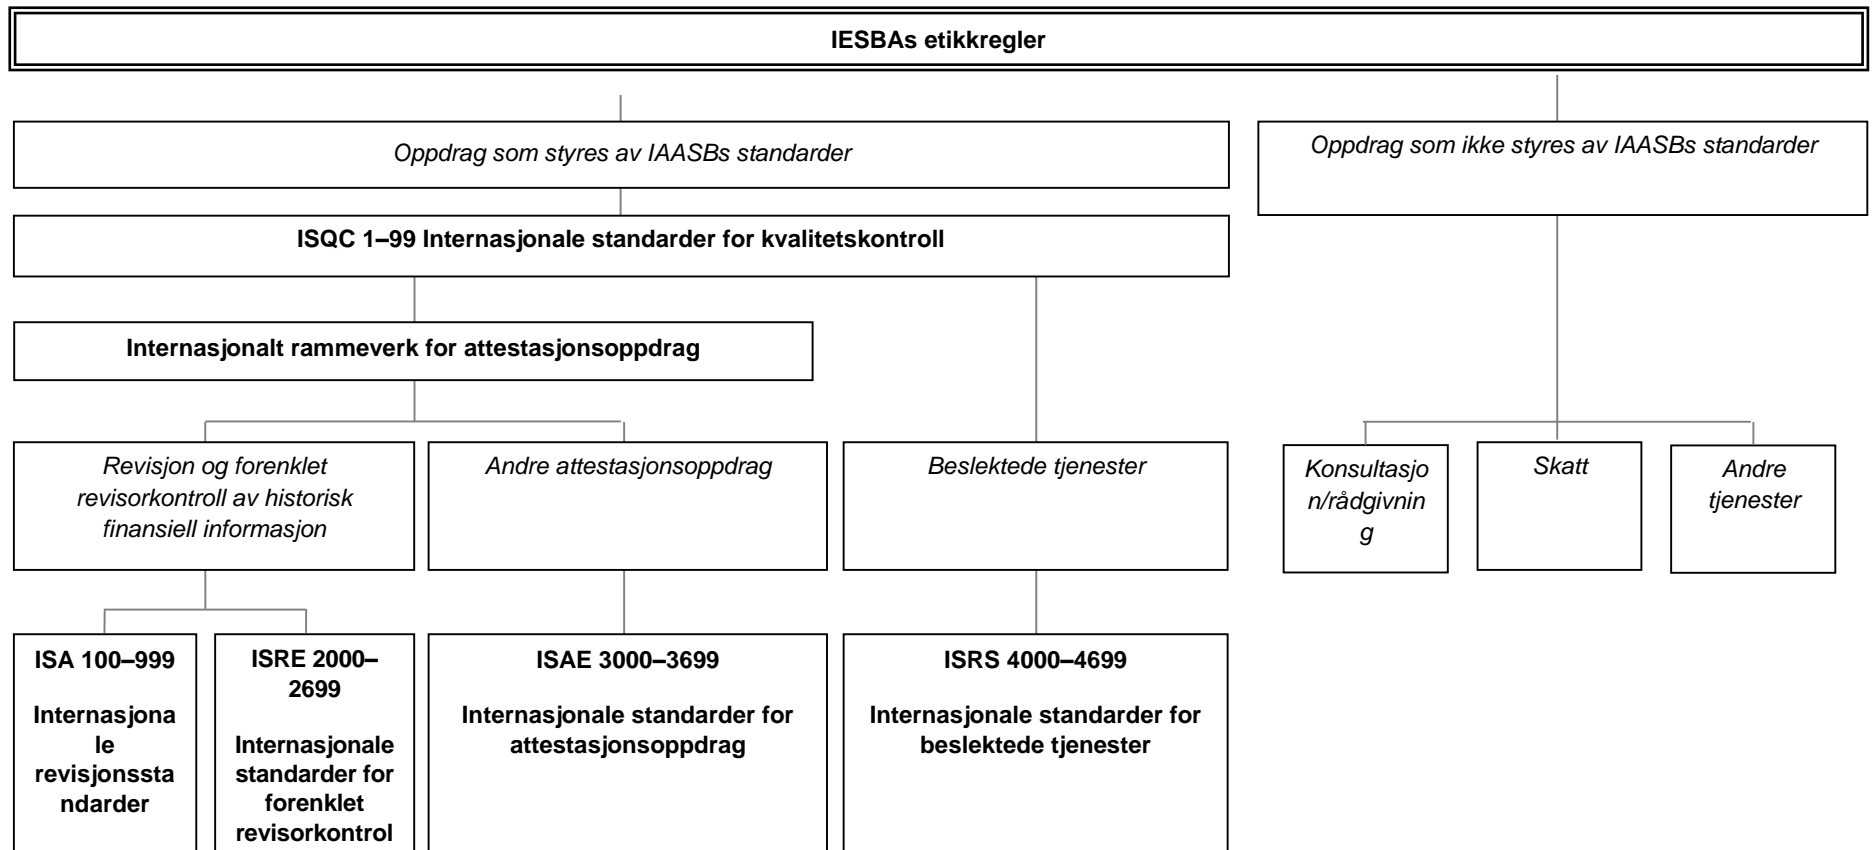 IESBAs etikkregler
Oppdrag som styres av IAASBs standarder
Oppdrag som ikke styres av IAASBs standarder
ISQC 1–99 Internasjonale standarder for kvalitetskontroll
Internasjonalt rammeverk for attestasjonsoppdrag
Revisjon og forenklet
revisorkontroll av historisk
finansiell informasjon
Andre attestasjonsoppdrag
Beslektede tjenester
Konsultasjo
n/rådgivnin
g
Skatt
Andre
tjenester
ISA 100–999
Internasjona
le
revisjonssta
ndarder
ISRE 2000–
2699
Internasjonale
standarder for
forenklet
revisorkontrol
ISAE 3000–3699
Internasjonale standarder for
attestasjonsoppdrag
ISRS 4000–4699
Internasjonale standarder for
beslektede tjenester